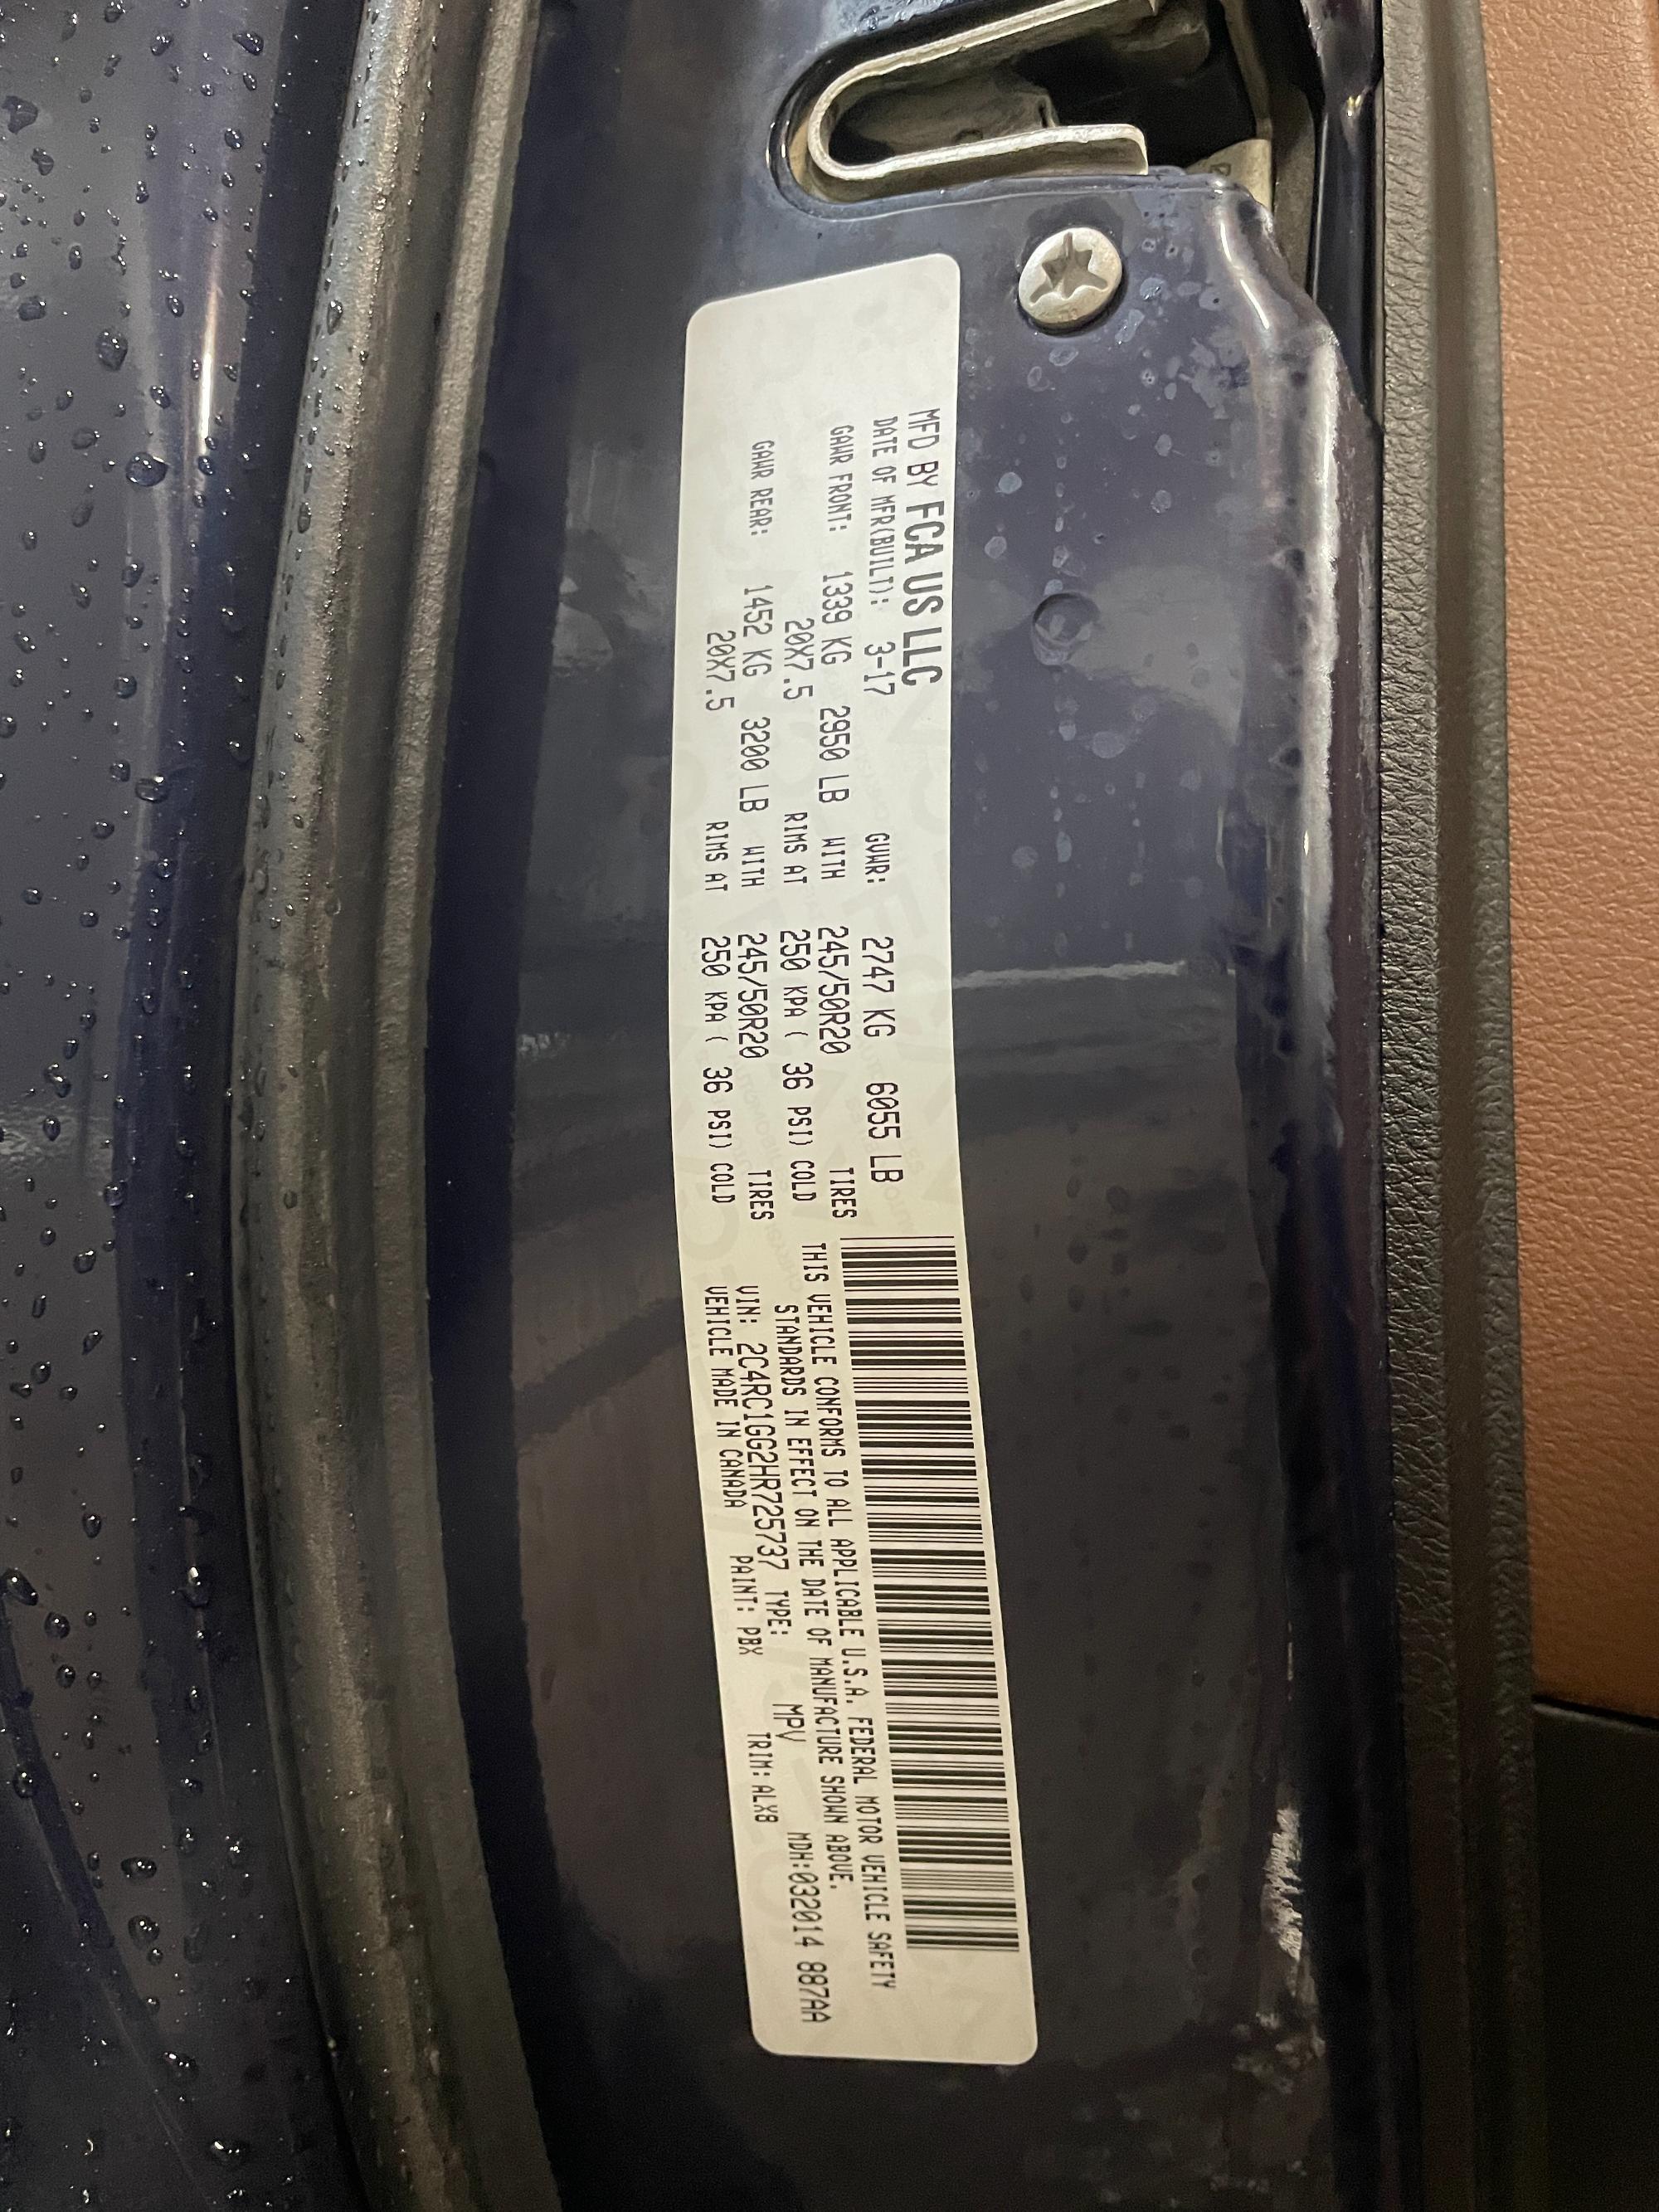 MFD BY FCA US LLC
DATE OF MFR(BUILT): 3-17 GVWR: 2747 KG 6055 LB
GAWR FRONT: 1339 KG 2950 LB WITH 245/50R20 TIRES
20X7.5 RIMS AT 250 KPA ( 36 PSI) COLD
GAWR REAR: 1452 KG 3200 LB WITH 245/50R20 TIRES
20X7.5 RIMS AT 250 KPA ( 36 PSI) COLD
THIS VEHICLE CONFORMS TO ALL APPLICABLE U.S.A. FEDERAL MOTOR VEHICLE SAFETY
STANDARDS IN EFFECT ON THE DATE OF MANUFACTURE SHOWN ABOVE.
VIN: 2C4RC1GG2HR725737 TYPE: MPV MDH:032014 887AA
VEHICLE MADE IN CANADA PAINT: PBX TRIM: ALX8